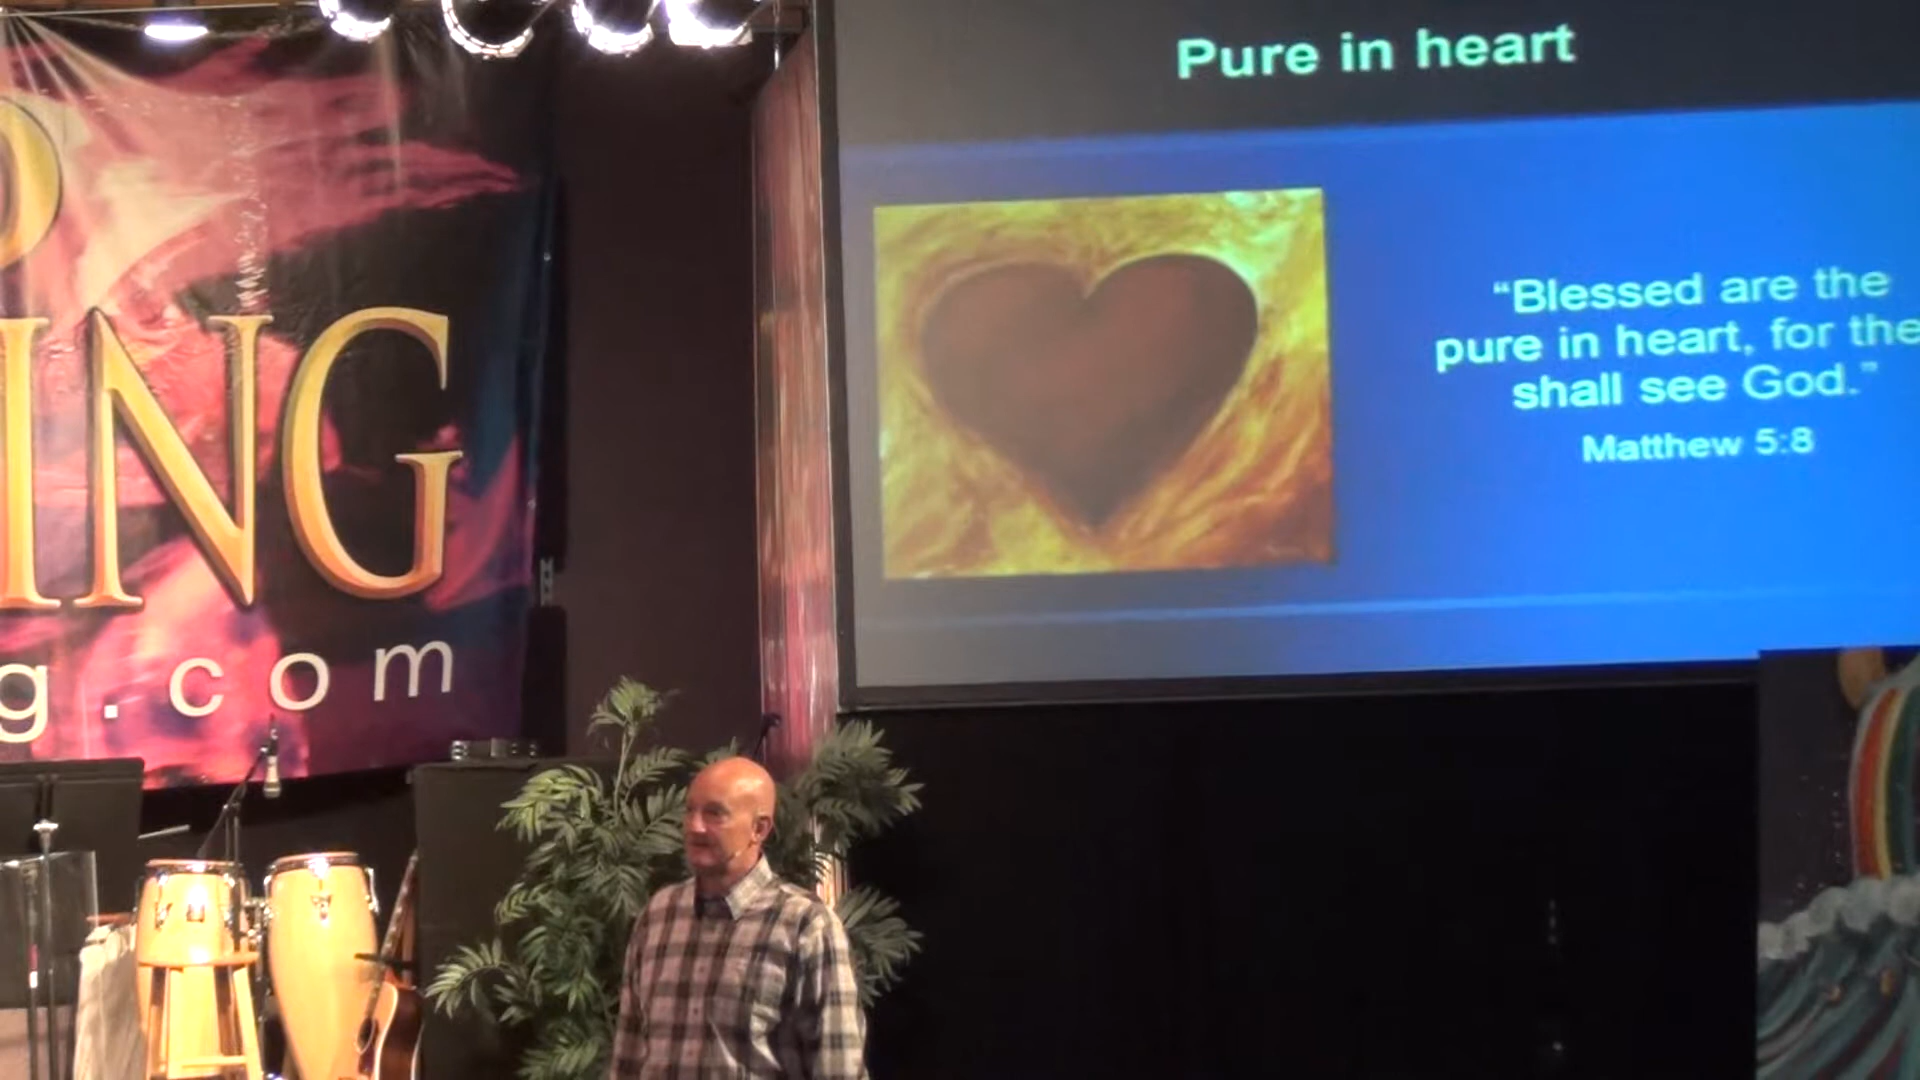 ING
g.com
Pure in heart
“Blessed are the
pure in heart, for the
shall see God.”
Matthew 5:8